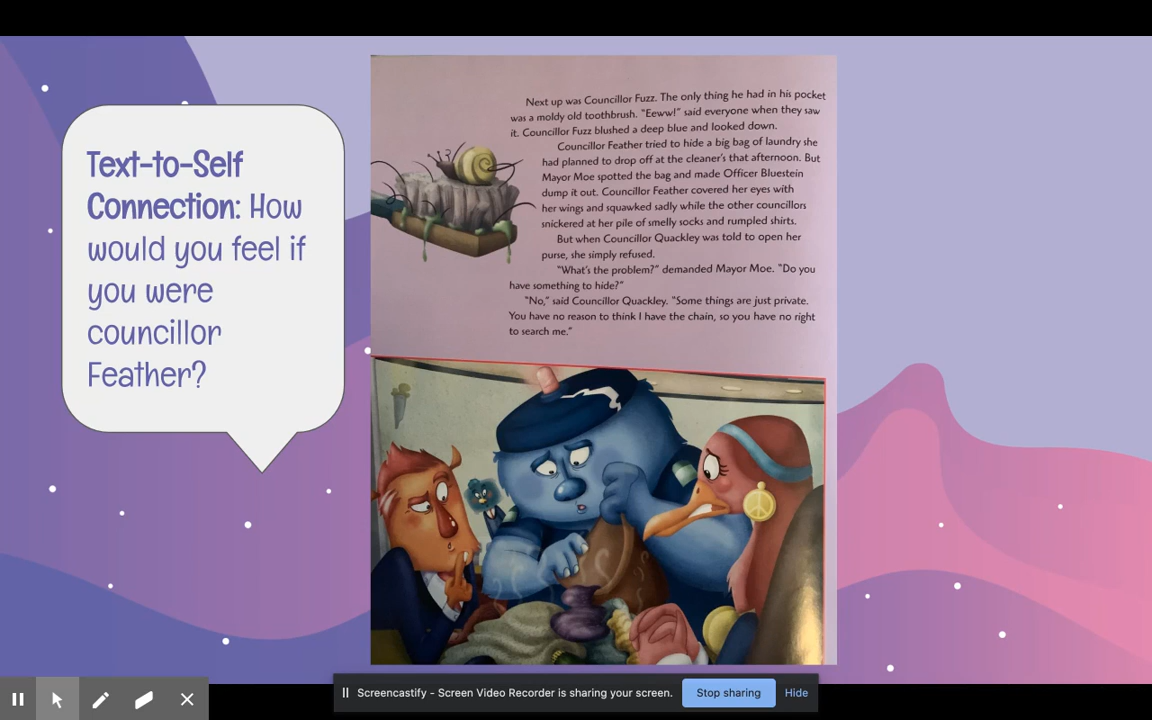 Text-to-Self
Connection: How
would you feel if
you were
councillor
Feather?
Next up was Councillor Fuzz. The only thing he had in his pocket
was a moldy old toothbrush. "Eeww!" said everyone when they saw
it. Councillor Fuzz blushed a deep blue and looked down.
Councillor Feather tried to hide a big bag of laundry she
had planned to drop off at the cleaner's that afternoon. But
Mayor Moe spotted the bag and made Officer Bluestein
dump it out. Councillor Feather covered her eyes with
her wings and squawked sadly while the other councillors
snickered at her pile of smelly socks and rumpled shirts.
But when Councillor Quackley was told to open her
purse, she simply refused.
"What's the problem?" demanded Mayor Moe. "Do you
have something to hide?"
"No," said Councillor Quackley. "Some things are just private.
You have no reason to think I have the chain, so you have no right
to search me."
Screencastify - Screen Video Recorder is sharing your screen.
Stop sharing
Hide